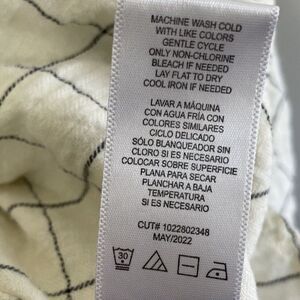 MACHINE WASH COLD
WITH LIKE COLORS
GENTLE CYCLE
ONLY NON-CHLORINE
BLEACH IF NEEDED
LAY FLAT TO DRY
COOL IRON IF NEEDED
LAVAR A MÁQUINA
CON AGUA FRÍA CON
COLORES SIMILARES
CICLO DELICADO
SÓLO BLANQUEADOR SIN
CLORO SI ES NECESARIO
COLOCAR SOBRE SUPERFICIE
PLANA PARA SECAR
PLANCHAR A BAJA
TEMPERATURA
SI ES NECESARIO
CUT# 1022802348
MAY/2022
30